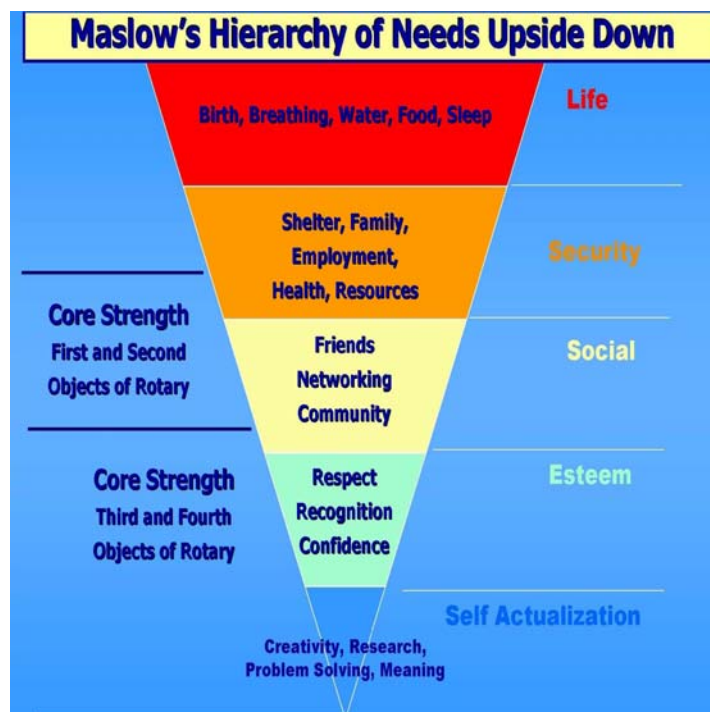 Maslow's Hierarchy of Needs Upside Down
Birth, Breathing, Water, Food, Sleep
Life
Shelter, Family,
Employment,
Health, Resources
Security
Core Strength
First and Second
Objects of Rotary
Friends
Networking
Community
Social
Core Strength
Third and Fourth
Objects of Rotary
Respect
Recognition
Confidence
Esteem
Self Actualization
Creativity, Research,
Problem Solving, Meaning